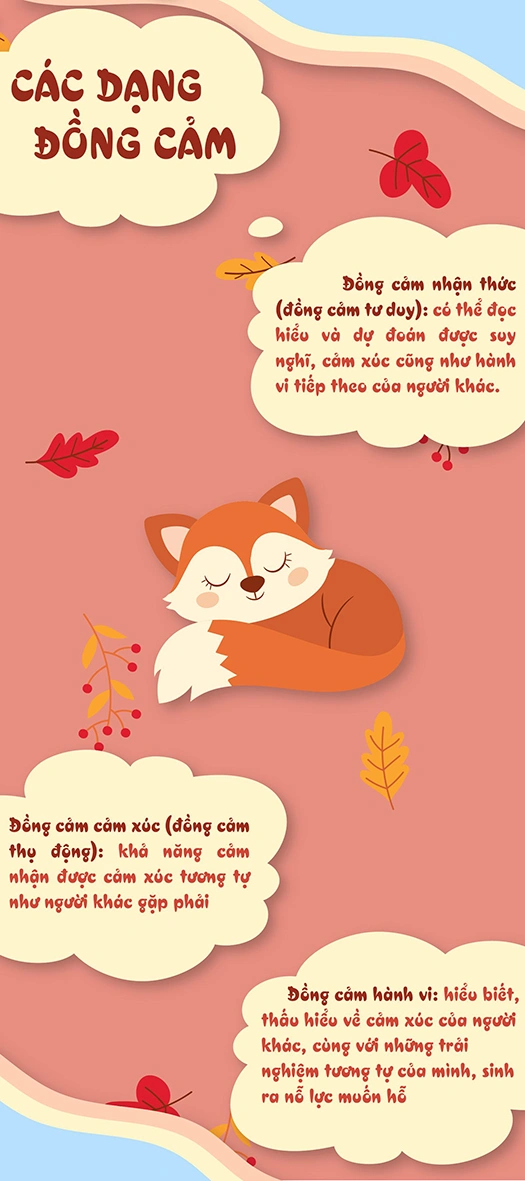 CÁC DẠNG
ĐỒNG CẢM
Đồng cảm nhận thức
(đồng cảm tư duy): có thể đọc
hiểu và dự đoán được suy
nghĩ, cảm xúc cũng như hành
vi tiếp theo của người khác.
Đồng cảm cảm xúc (đồng cảm
thụ động): khả năng cảm
nhận được cảm xúc tương tự
như người khác gặp phải
Đồng cảm hành vi: hiểu biết,
thấu hiểu về cảm xúc của người
khác, cùng với những trải
nghiệm tương tự của mình, sinh
ra nỗ lực muốn hỗ